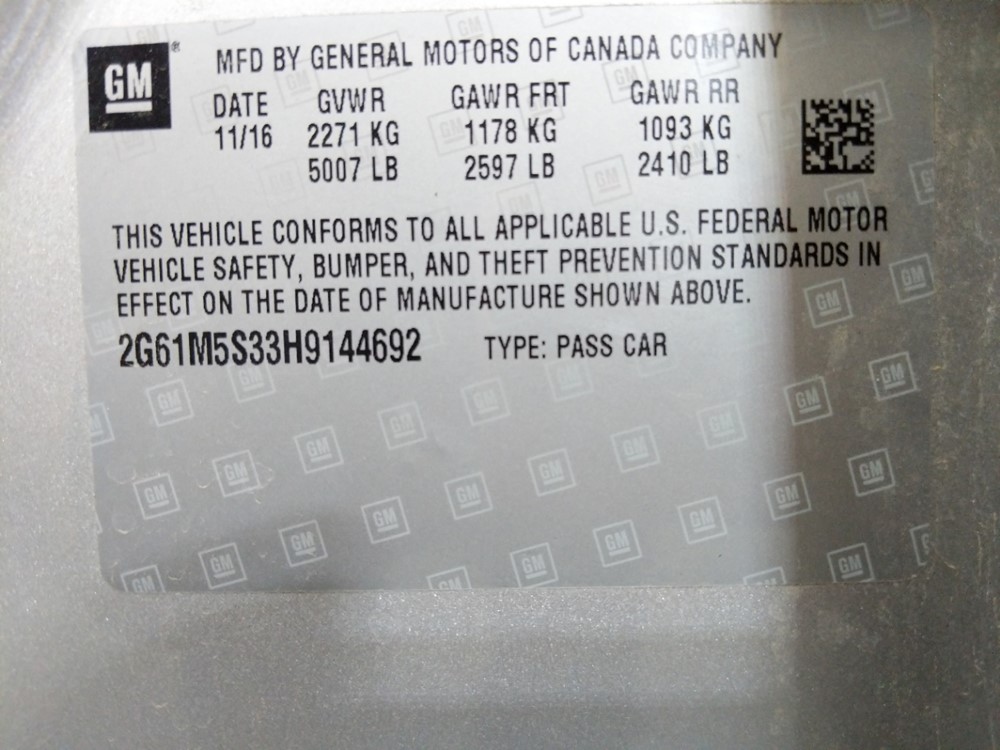 GM®
MFD BY GENERAL MOTORS OF CANADA COMPANY
DATE GVWR GAWR FRT GAWR RR
11/16 2271 KG 1178 KG 1093 KG
5007 LB 2597 LB 2410 LB
THIS VEHICLE CONFORMS TO ALL APPLICABLE U.S. FEDERAL MOTOR
VEHICLE SAFETY, BUMPER, AND THEFT PREVENTION STANDARDS IN
EFFECT ON THE DATE OF MANUFACTURE SHOWN ABOVE.
2G61M5S33H9144692 TYPE: PASS CAR